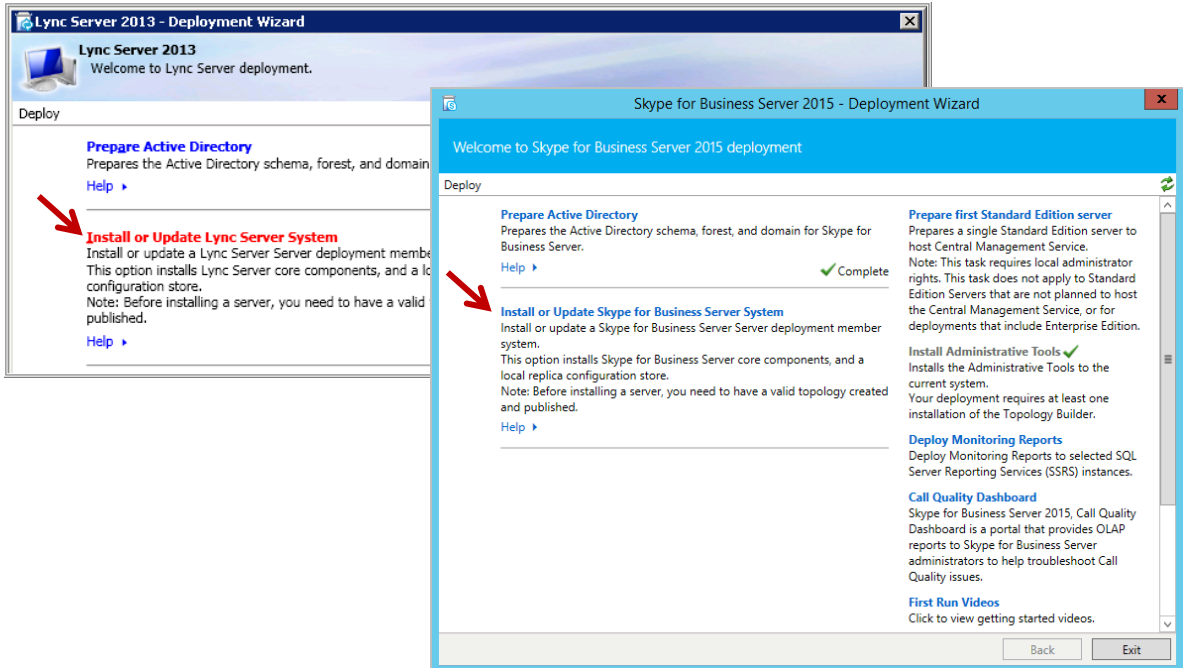 Lync Server 2013 - Deployment Wizard
Lync Server 2013
Welcome to Lync Server deployment.
Deploy
Prepare Active Directory
Prepares the Active Directory schema, forest, and domain
Help
Install or Update Lync Server System
Install or update a Lync Server Server deployment membe
This option installs Lync Server core components, and a lo
configuration store.
Note: Before installing a server, you need to have a valid
published.
Help
Skype for Business Server 2015 - Deployment Wizard
Welcome to Skype for Business Server 2015 deployment
Deploy
Prepare Active Directory
Prepares the Active Directory schema, forest, and domain for Skype for
Business Server.
Help
Complete
Install or Update Skype for Business Server System
Install or update a Skype for Business Server Server deployment member
system.
This option installs Skype for Business Server core components, and a
local replica configuration store.
Note: Before installing a server, you need to have a valid topology created
and published.
Help
Prepare first Standard Edition server
Prepares a single Standard Edition server to
host Central Management Service.
Note: This task requires local administrator
rights. This task does not apply to Standard
Edition Servers that are not planned to host
the Central Management Service, or for
deployments that include Enterprise Edition.
Install Administrative Tools
Installs the Administrative Tools to the
current system.
Your deployment requires at least one
installation of the Topology Builder.
Deploy Monitoring Reports
Deploy Monitoring Reports to selected SQL
Server Reporting Services (SSRS) instances.
Call Quality Dashboard
Skype for Business Server 2015, Call Quality
Dashboard is a portal that provides OLAP
reports to Skype for Business Server
administrators to help troubleshoot Call
Quality issues.
First Run Videos
Click to view getting started videos.
Back
Exit